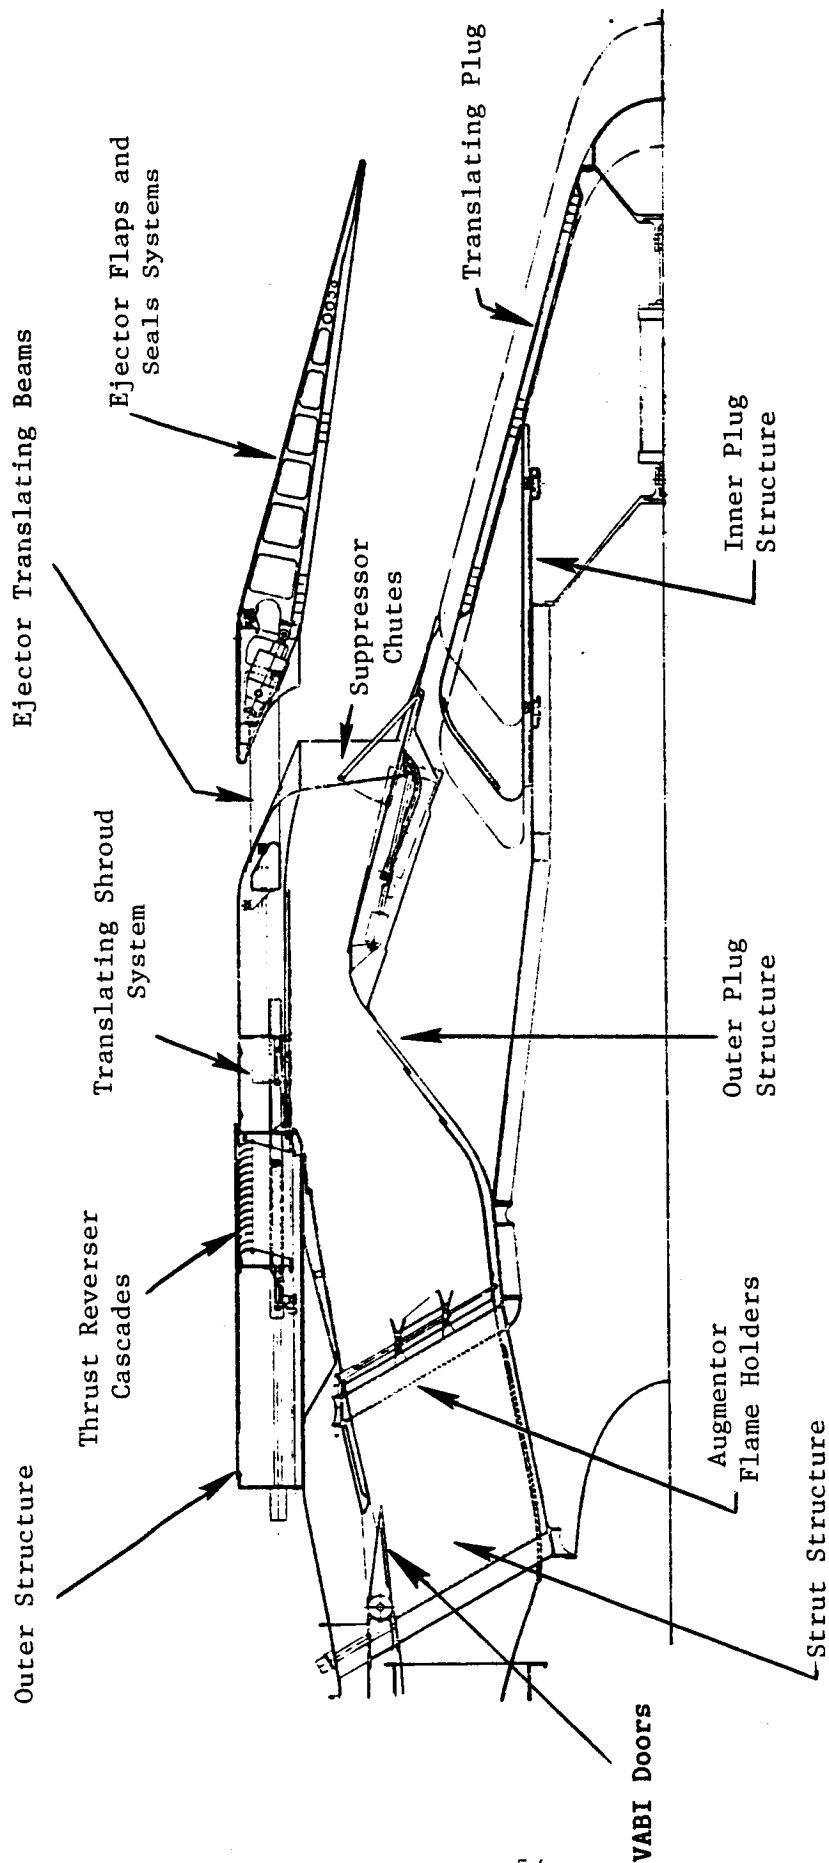 Outer Structure
Thrust Reverser
Cascades
Translating Shroud
System
Ejector Translating Beams
Ejector Flaps and
Seals Systems
Suppressor
Chutes
Translating Plug
Inner Plug
Structure
Outer Plug
Structure
Augmentor
Flame Holders
Strut Structure
VABI Doors